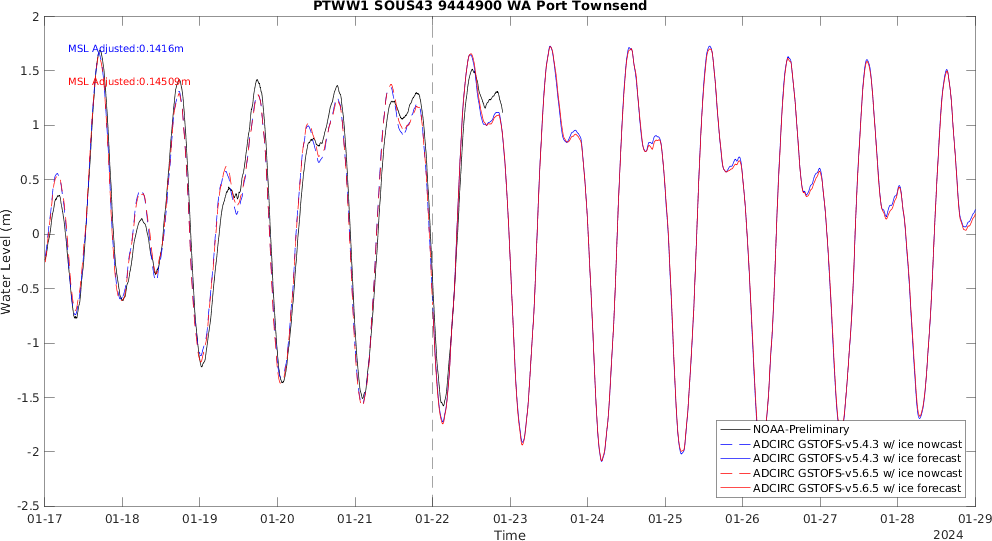 PTWW1 SOUS43 9444900 WA Port Townsend
MSL Adjusted:0.1416m
MSL Adjusted:0.14509m
Water Level (m)
2
1.5
1
0.5
0
-0.5
-1
-1.5
-2
-2.5
NOAA-Preliminary
ADCIRC GSTOFS-v5.4.3 w/ ice nowcast
ADCIRC GSTOFS-v5.4.3 w/ ice forecast
ADCIRC GSTOFS-v5.6.5 w/ ice nowcast
ADCIRC GSTOFS-v5.6.5 w/ ice forecast
01-17 01-18 01-19 01-20 01-21 01-22 01-23 01-24 01-25 01-26 01-27 01-28 01-29
Time
2024